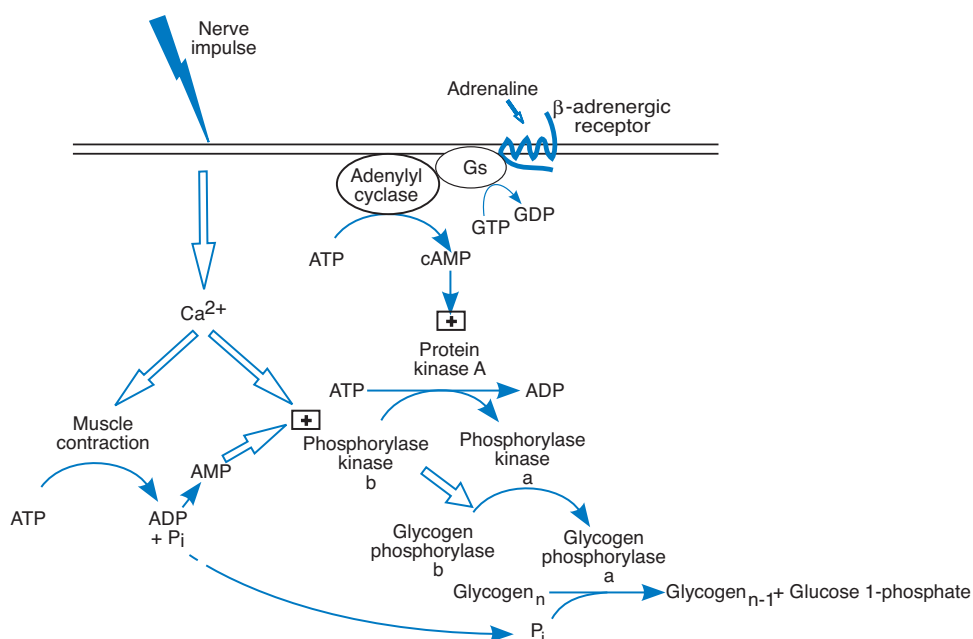 Nerve
impulse
Adrenaline
β-adrenergic
receptor
Adenylyl
cyclase
Gs
GTP
GDP
ATP
cAMP
Ca2+
+
Protein
kinase A
ATP
ADP
+
Muscle
contraction
Phosphorylase
kinase
b
Phosphorylase
kinase
a
AMP
ATP
ADP
+ Pi
Glycogen
phosphorylase
b
Glycogen
phosphorylase
a
Glycogenn
Glycogenn-1 + Glucose 1-phosphate
Pi